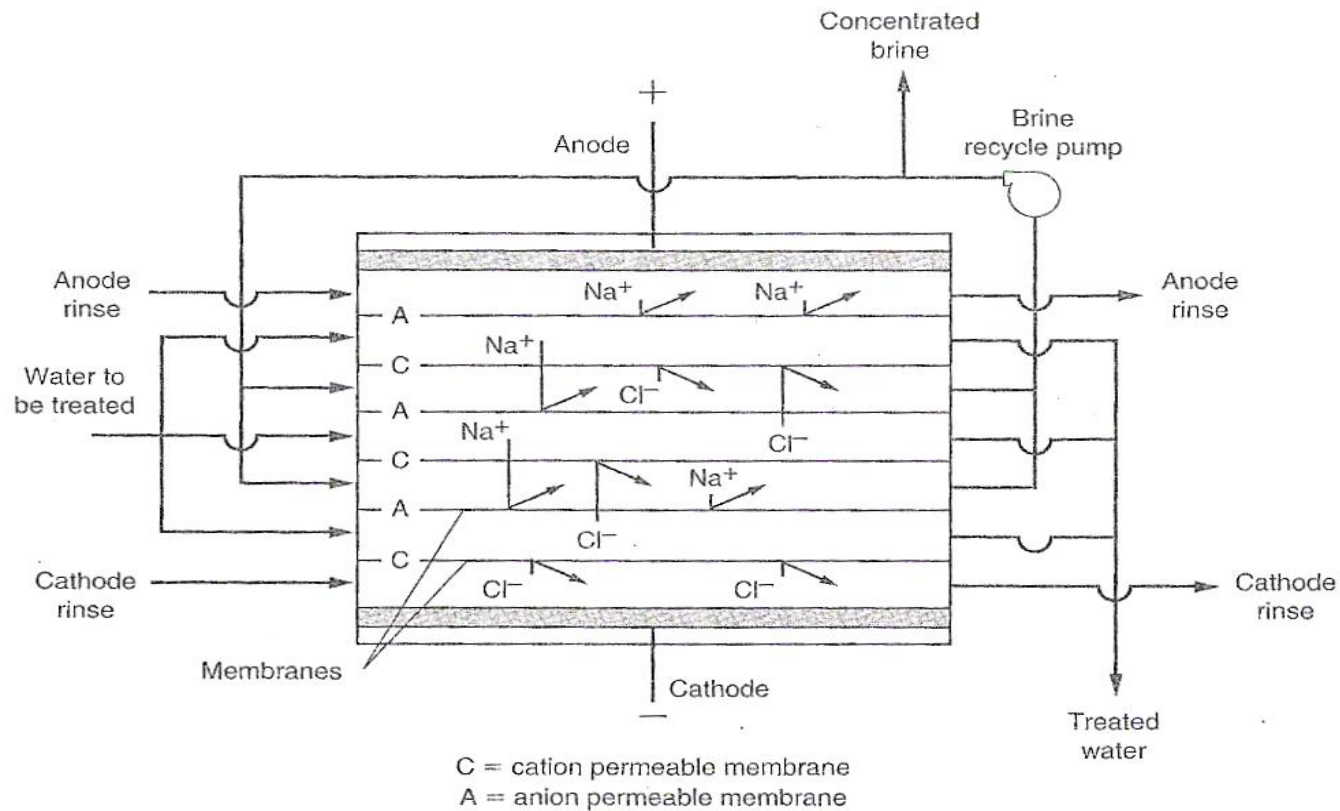 Concentrated
brine
+
Anode
Brine
recycle pump
Anode
rinse
Na+
Na+
Anode
rinse
A
Na+
C
Water to
be treated
Cl−
A
Na+
Cl−
C
Na+
A
Cl−
C
Cathode
rinse
Cl−
Cl−
Cathode
rinse
Membranes
Cathode
−
Treated
water
C = cation permeable membrane
A = anion permeable membrane